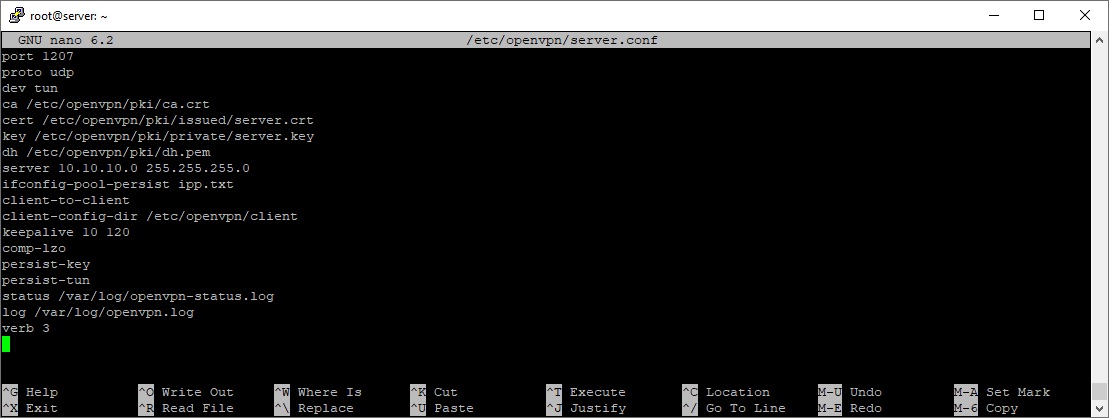 root@server: ~
GNU nano 6.2 /etc/openvpn/server.conf
port 1207
proto udp
dev tun
ca /etc/openvpn/pki/ca.crt
cert /etc/openvpn/pki/issued/server.crt
key /etc/openvpn/pki/private/server.key
dh /etc/openvpn/pki/dh.pem
server 10.10.10.0 255.255.255.0
ifconfig-pool-persist ipp.txt
client-to-client
client-config-dir /etc/openvpn/client
keepalive 10 120
comp-lzo
persist-key
persist-tun
status /var/log/openvpn-status.log
log /var/log/openvpn.log
verb 3
^G Help ^O Write Out ^W Where Is ^K Cut ^T Execute ^C Location M-U Undo M-A Set Mark
^X Exit ^R Read File ^\ Replace ^U Paste ^J Justify ^/ Go To Line M-E Redo M-6 Copy